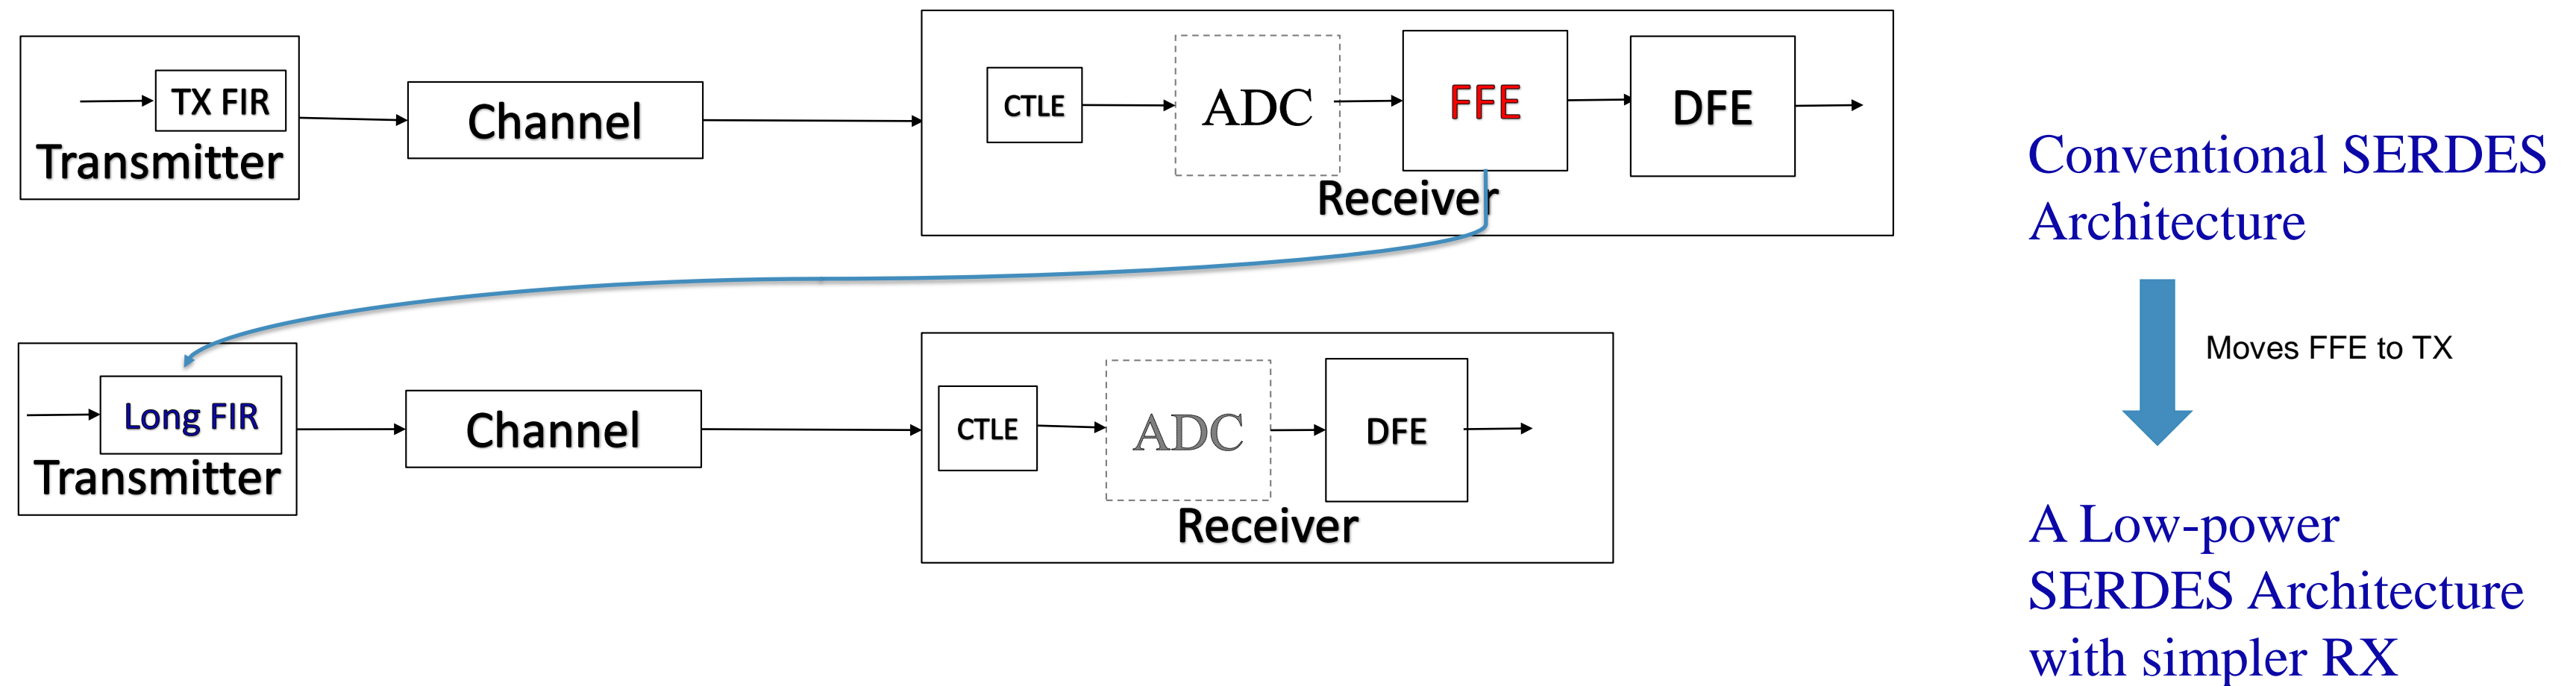 TX FIR
Transmitter
Channel
CTLE
ADC
FFE
DFE
Receiver
Conventional SERDES
Architecture
Moves FFE to TX
Long FIR
Transmitter
Channel
CTLE
ADC
DFE
Receiver
A Low-power
SERDES Architecture
with simpler RX